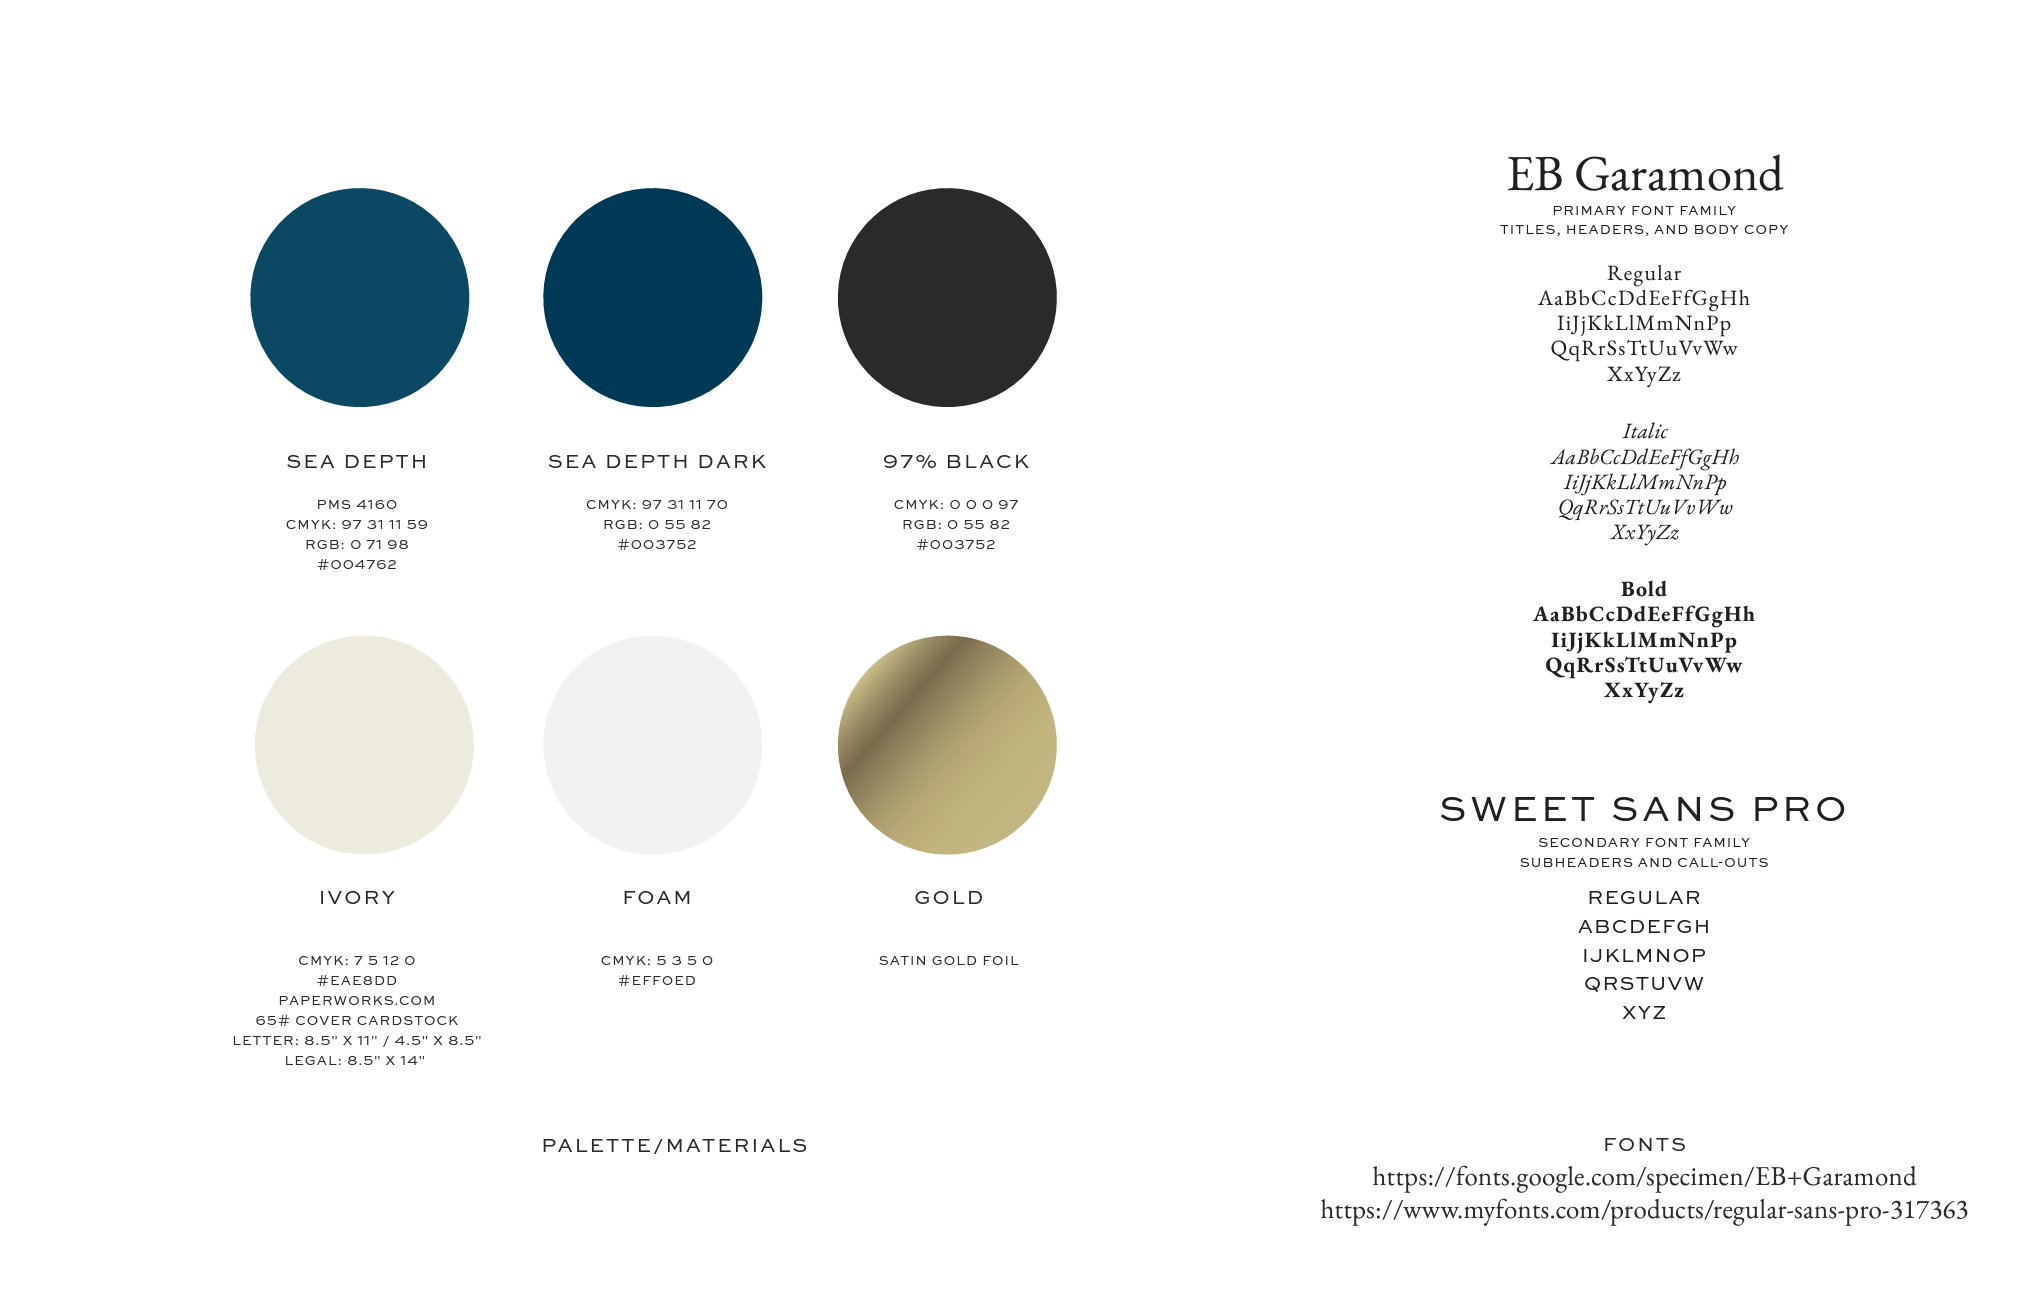 SEA DEPTH
PMS 4160
CMYK: 97 31 11 59
RGB: 0 71 98
#004762
SEA DEPTH DARK
CMYK: 97 31 11 70
RGB: 0 55 82
#003752
97% BLACK
CMYK: 0 0 0 97
RGB: 0 55 82
#003752
IVORY
CMYK: 7 5 12 0
#EAE8DD
PAPERWORKS.COM
65# COVER CARDSTOCK
LETTER: 8.5" X 11" / 4.5" X 8.5"
LEGAL: 8.5" X 14"
FOAM
CMYK: 5 3 5 0
#EFF0ED
GOLD
SATIN GOLD FOIL
PALETTE/MATERIALS
EB Garamond
PRIMARY FONT FAMILY
TITLES, HEADERS, AND BODY COPY
Regular
AaBbCcDdEeFfGgHh
IiJjKkLlMmNnPp
QqRrSsTtUuVvWw
XxYyZz
Italic
AaBbCcDdEeFfGgHh
IiJjKkLlMmNnPp
QqRrSsTtUuVvWw
XxYyZz
Bold
AaBbCcDdEeFfGgHh
IiJjKkLlMmNnPp
QqRrSsTtUuVvWw
XxYyZz
SWEET SANS PRO
SECONDARY FONT FAMILY
SUBHEADERS AND CALL-OUTS
REGULAR
ABCDEFGH
IJKLMNOP
QRSTUVW
XYZ
FONTS
https://fonts.google.com/specimen/EB+Garamond
https://www.myfonts.com/products/regular-sans-pro-317363